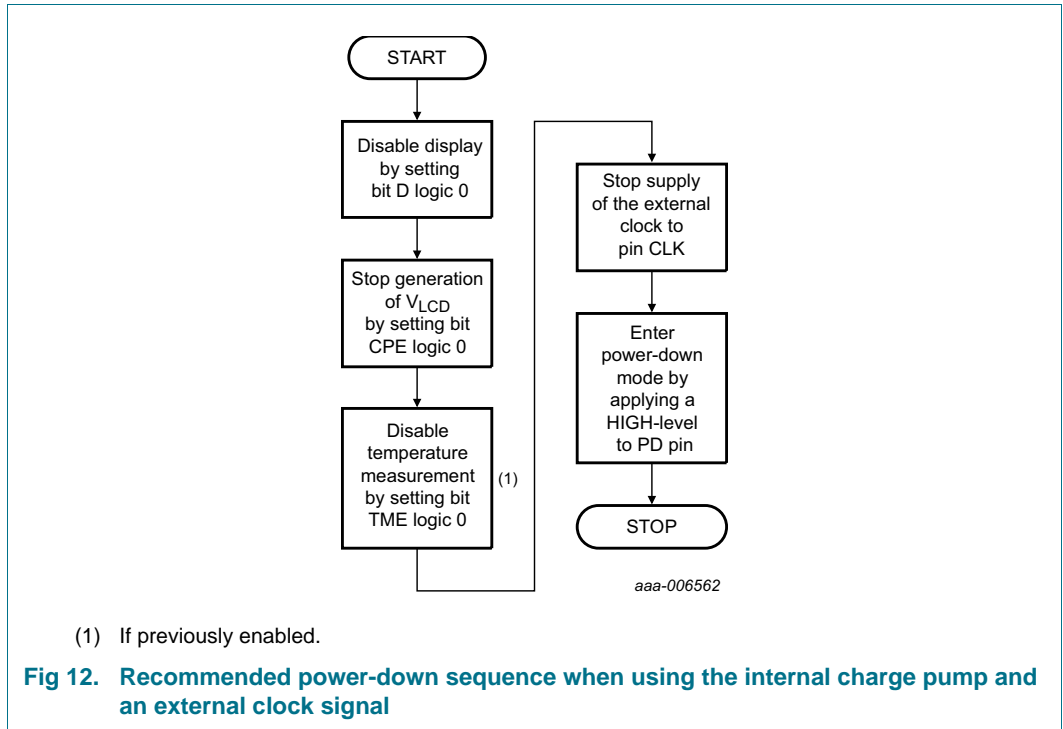 START
Disable display
by setting
bit D logic 0
Stop generation
of VLCD
by setting bit
CPE logic 0
Disable
temperature
measurement
by setting bit
TME logic 0
(1)
Stop supply
of the external
clock to
pin CLK
Enter
power-down
mode by
applying a
HIGH-level
to PD pin
STOP
aaa-006562
(1) If previously enabled.
Fig 12. Recommended power-down sequence when using the internal charge pump and
an external clock signal